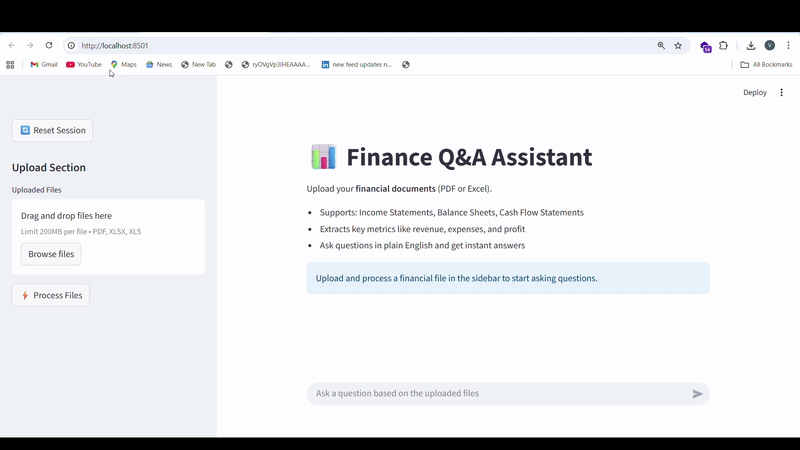 http://localhost:8501
14
V
Gmail
YouTube
Maps
News
New Tab
ryOVgVp3IHEAAAA...
new feed updates n...
All Bookmarks
Deploy
Reset Session
Upload Section
Uploaded Files
Drag and drop files here
Limit 200MB per file • PDF, XLSX, XLS
Browse files
Process Files
Finance Q&A Assistant
Upload your financial documents (PDF or Excel).
• Supports: Income Statements, Balance Sheets, Cash Flow Statements
• Extracts key metrics like revenue, expenses, and profit
• Ask questions in plain English and get instant answers
Upload and process a financial file in the sidebar to start asking questions.
Ask a question based on the uploaded files